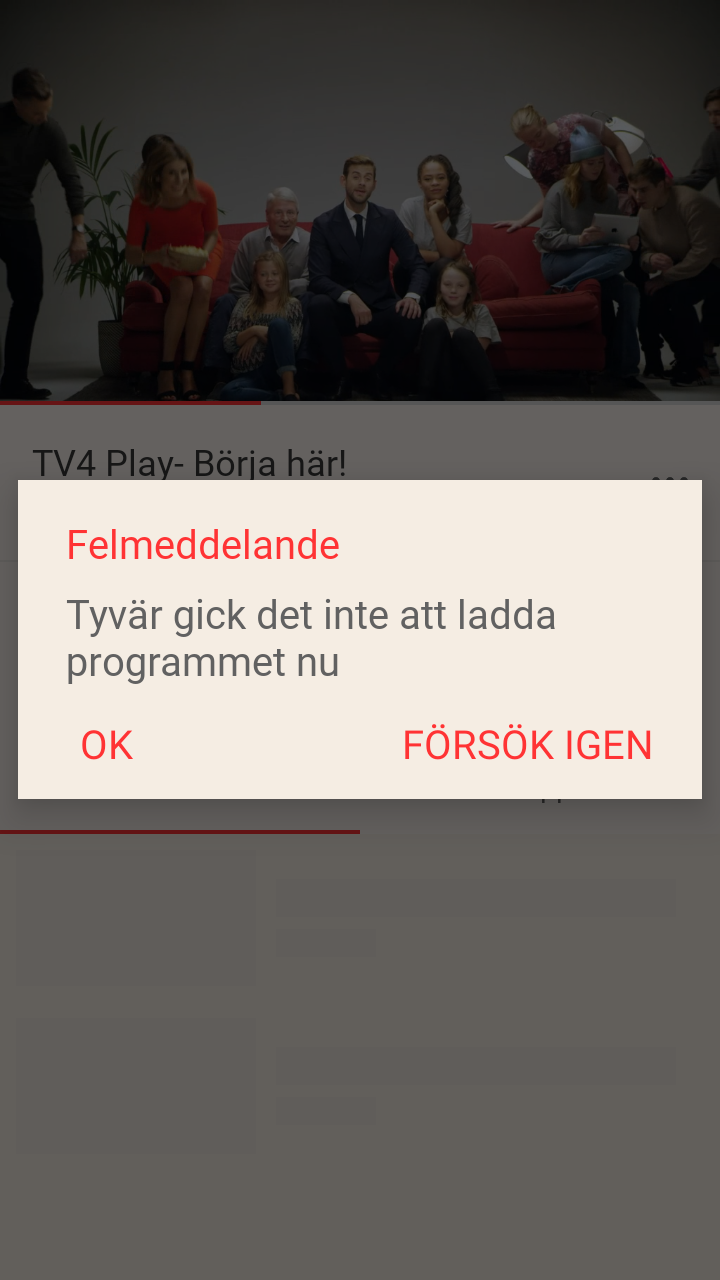 TV4 Play- Börja här!
Felmeddelande
Tyvär gick det inte att ladda
programmet nu
OK
FÖRSÖK IGEN